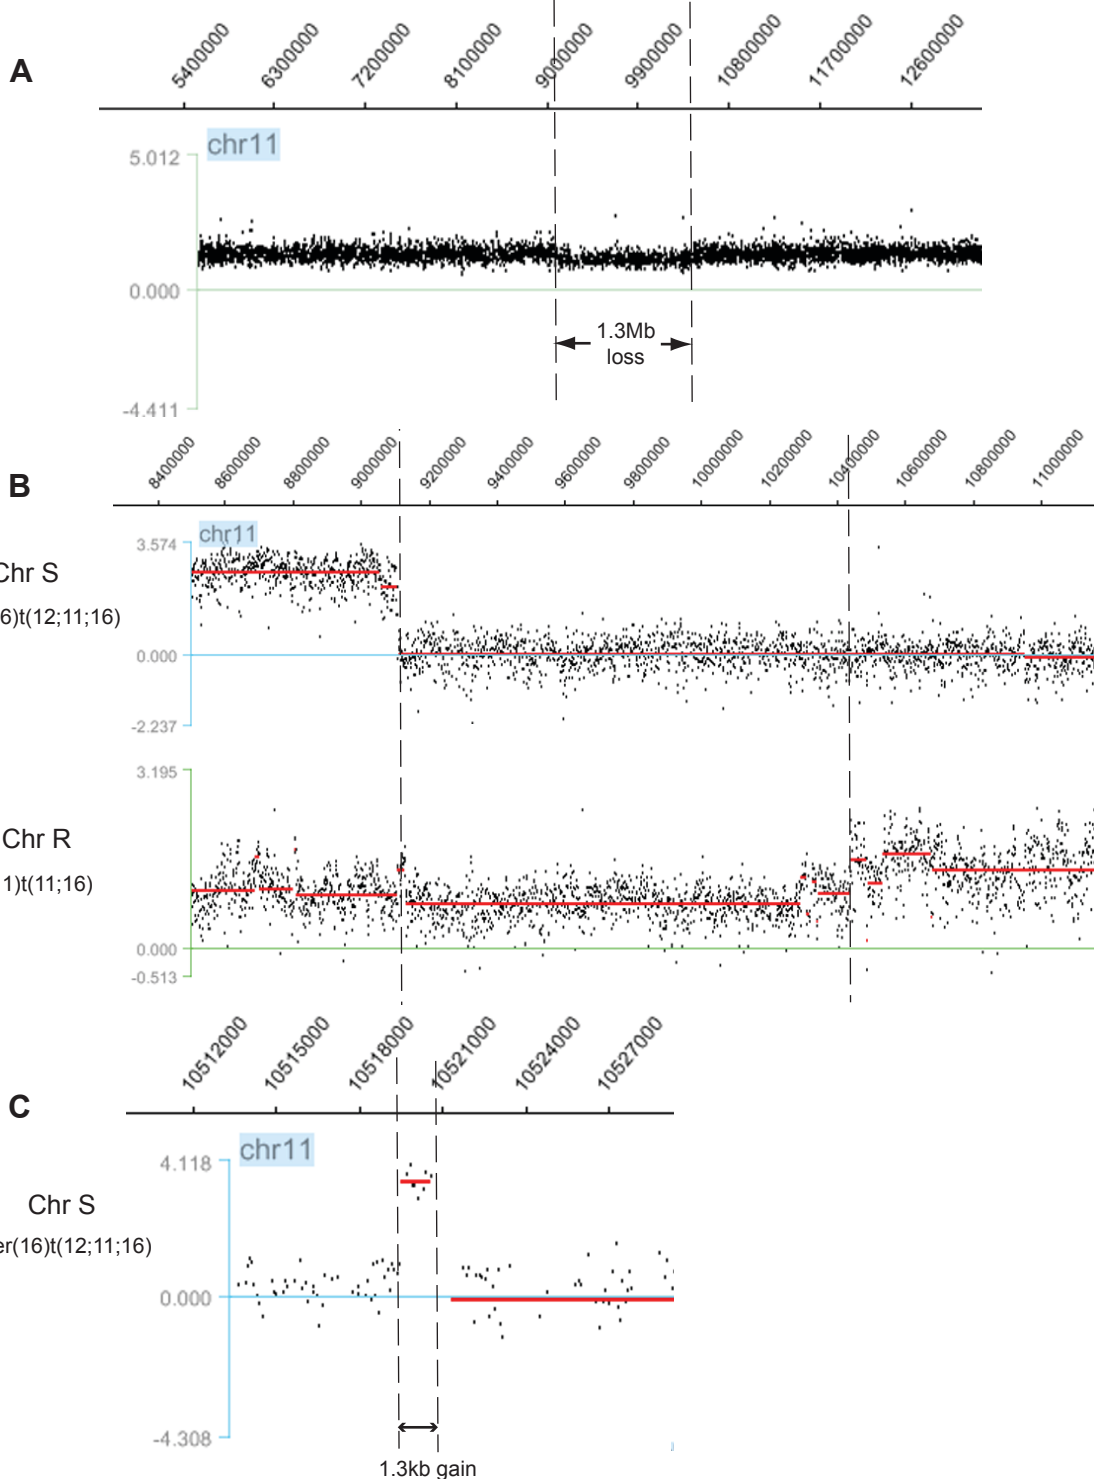 5400000 6300000 7200000 8100000 9000000 9900000 10800000 11700000 12600000
A
chr11
5.012
0.000
1.3Mb
loss
-4.411
8400000 8600000 8800000 9000000 9200000 9400000 9600000 9800000 10000000 10200000 10400000 10600000 10800000 11000000
B
chr11
3.574
Chr S
6)t(12;11;16)
0.000
-2.237
3.195
Chr R
1)t(11;16)
0.000
-0.513
10512000 10515000 10518000 10521000 10524000 10527000
C
chr11
4.118
Chr S
er(16)t(12;11;16)
0.000
-4.308
1.3kb gain